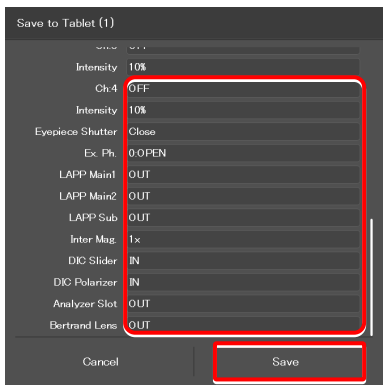 Save to Tablet (1)
Intensity 10%
Ch.4 OFF
Intensity 10%
Eyepiece Shutter Close
Ex. Ph. 0:OPEN
LAPP Main1 OUT
LAPP Main2 OUT
LAPP Sub OUT
Inter Mag. 1×
DIC Slider IN
DIC Polarizer IN
Analyzer Slot OUT
Bertrand Lens OUT
Cancel Save